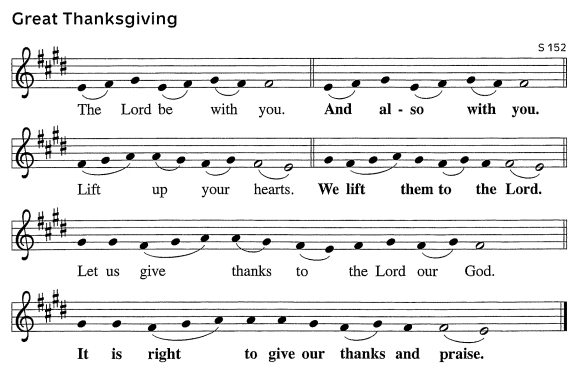 Great Thanksgiving
S 152
The Lord be with you. And al - so with you.
Lift up your hearts. We lift them to the Lord.
Let us give thanks to the Lord our God.
It is right to give our thanks and praise.